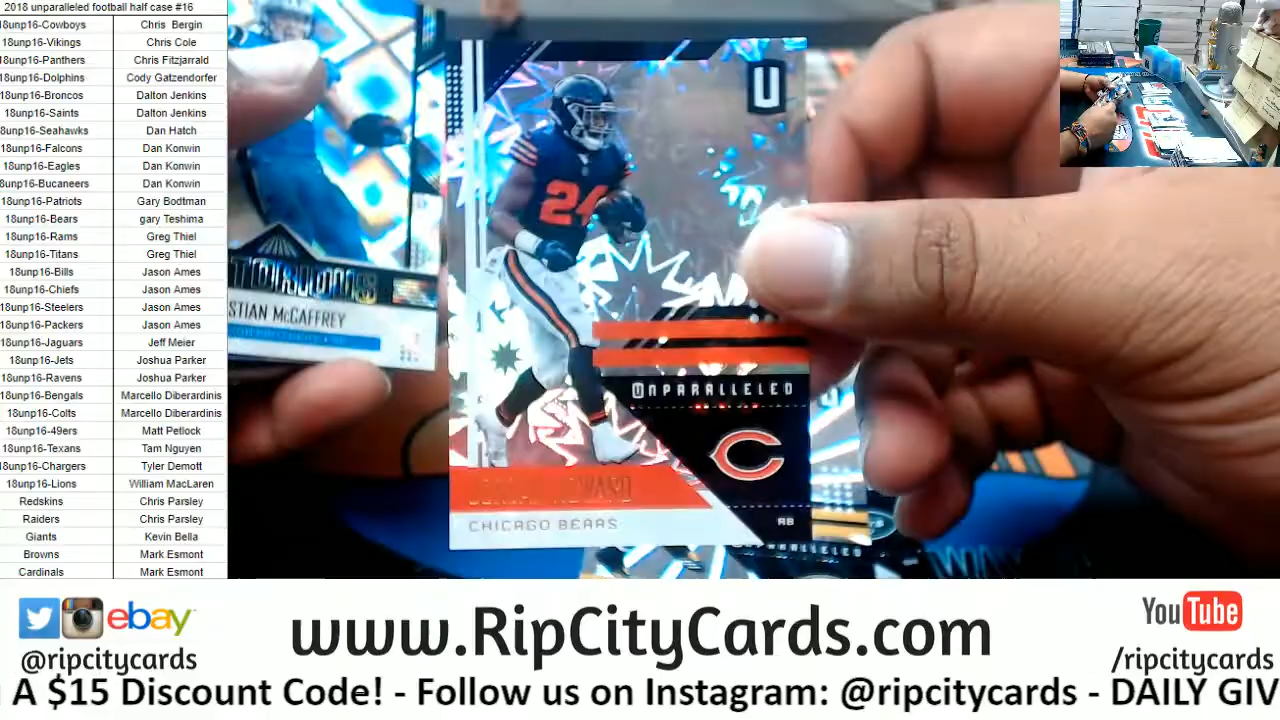 2018 unparalleled football half case #16
18unp16-Cowboys Chris Bergin
18unp16-Vikings Chris Cole
18unp16-Panthers Chris Fitzjarrald
18unp16-Dolphins Cody Gatzendorfer
18unp16-Broncos Dalton Jenkins
18unp16-Saints Dalton Jenkins
8unp16-Seahawks Dan Hatch
18unp16-Falcons Dan Konwin
18unp16-Eagles Dan Konwin
8unp16-Bucaneers Dan Konwin
18unp16-Patriots Gary Bodtman
18unp16-Bears gary Teshima
18unp16-Rams Greg Thiel
18unp16-Titans Greg Thiel
18unp16-Bills Jason Ames
18unp16-Chiefs Jason Ames
18unp16-Steelers Jason Ames
18unp16-Packers Jason Ames
18unp16-Jaguars Jeff Meier
18unp16-Jets Joshua Parker
18unp16-Ravens Joshua Parker
18unp16-Bengals Marcello Diberardinis
18unp16-Colts Marcello Diberardinis
18unp16-49ers Matt Petlock
18unp16-Texans Tam Nguyen
18unp16-Chargers Tyler Demott
18unp16-Lions William MacLaren
Redskins Chris Parsley
Raiders Chris Parsley
Giants Kevin Bella
Browns Mark Esmont
Cardinals Mark Esmont
STIAN McCAFFREY
U
24
UNPARALLELED
C
HOWARD
CHICAGO BEARS
RB
UNPARALLELED
ebay
@ripcitycards
www.RipCityCards.com
YouTube
/ripcitycards
A $15 Discount Code! - Follow us on Instagram: @ripcitycards - DAILY GIV